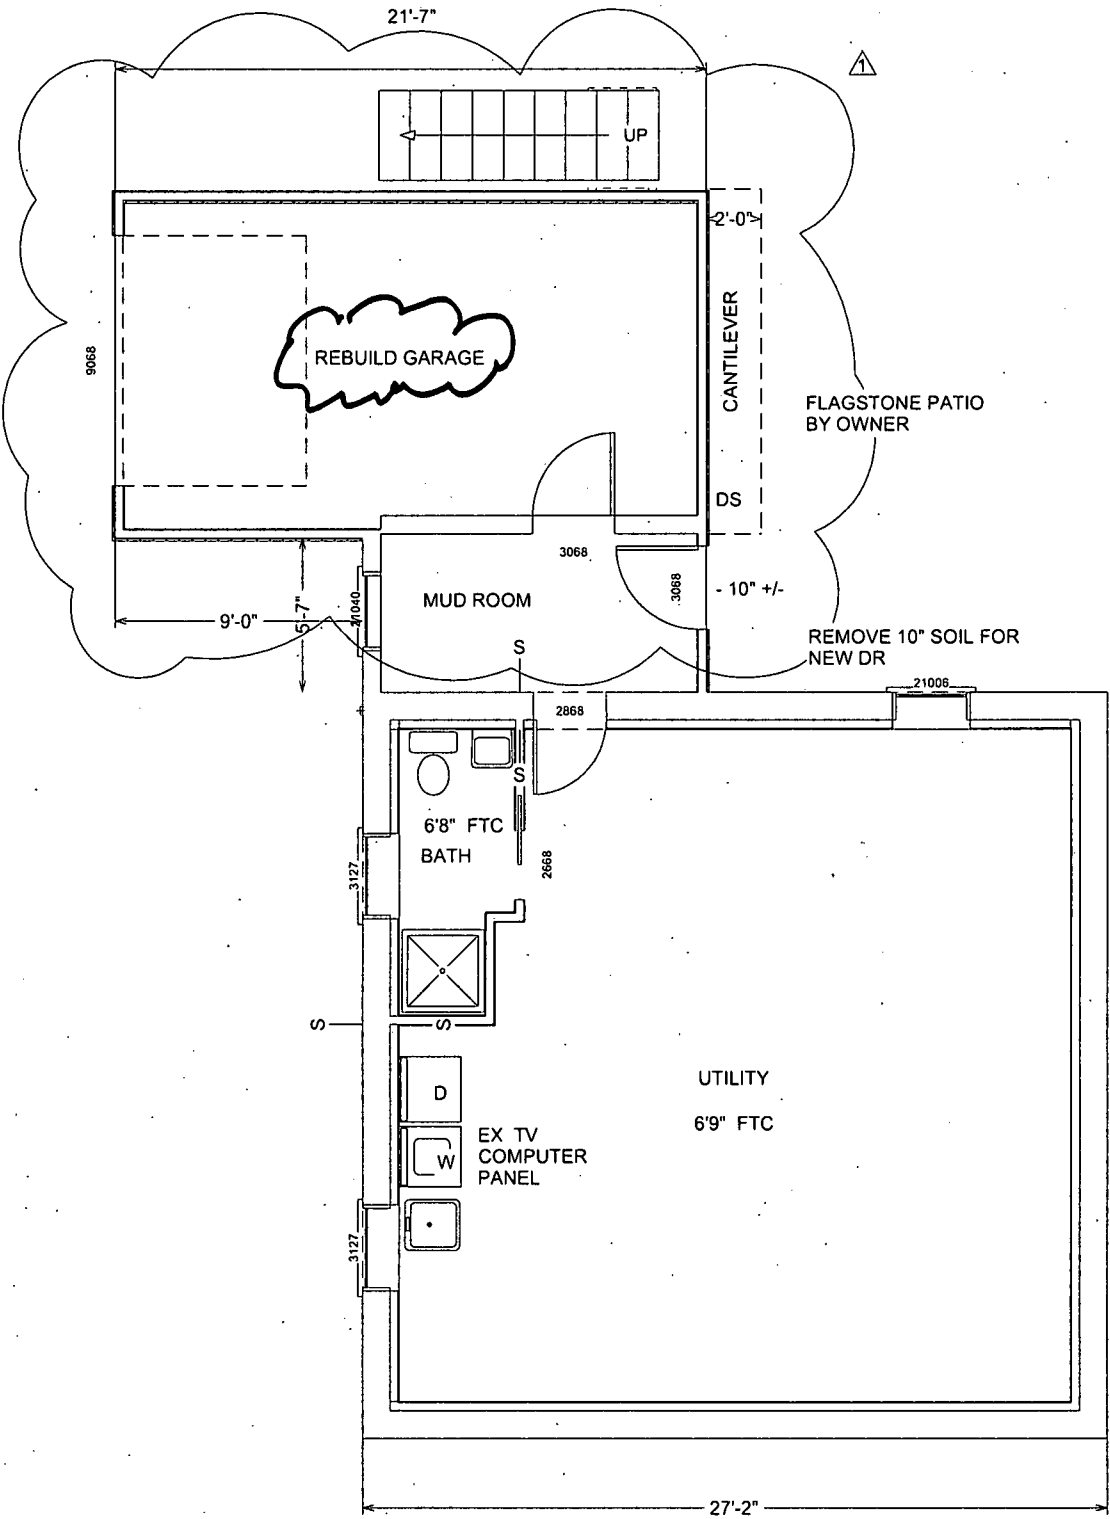 21'-7"
1
UP
2'-0"
CANTILEVER
9068
REBUILD GARAGE
FLAGSTONE PATIO
BY OWNER
DS
3068
3068
- 10" +/-
21040
5'-7"
MUD ROOM
9'-0"
REMOVE 10" SOIL FOR
NEW DR
S
21006
2868
S
6'8" FTC
BATH
2668
3127
S
S
D
UTILITY
6'9" FTC
EX TV
COMPUTER
PANEL
W
3127
27'-2"